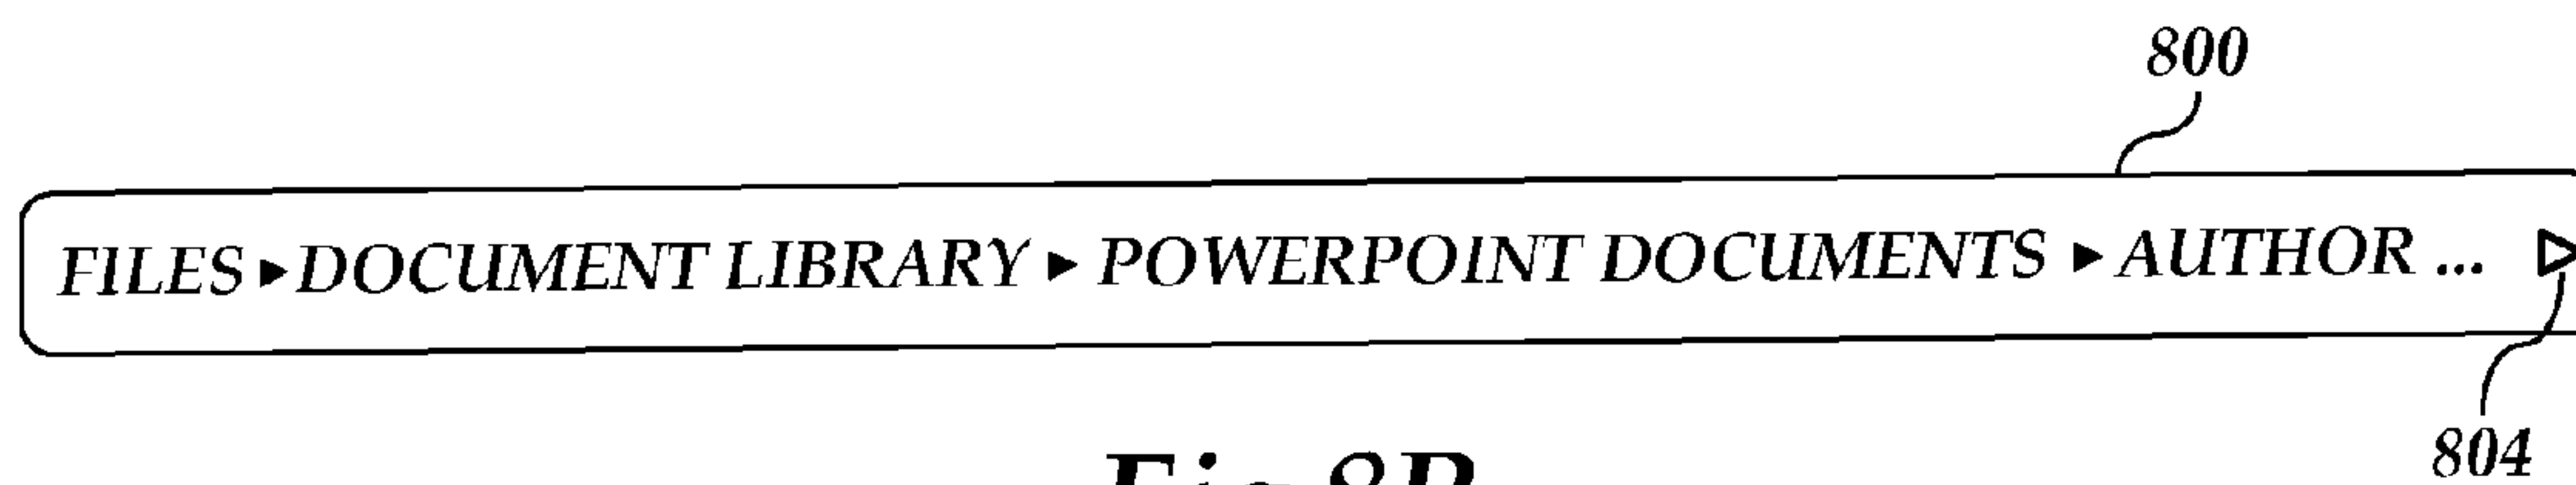 800
FILES ▸ DOCUMENT LIBRARY ▸ POWERPOINT DOCUMENTS ▸ AUTHOR ... ▷
804